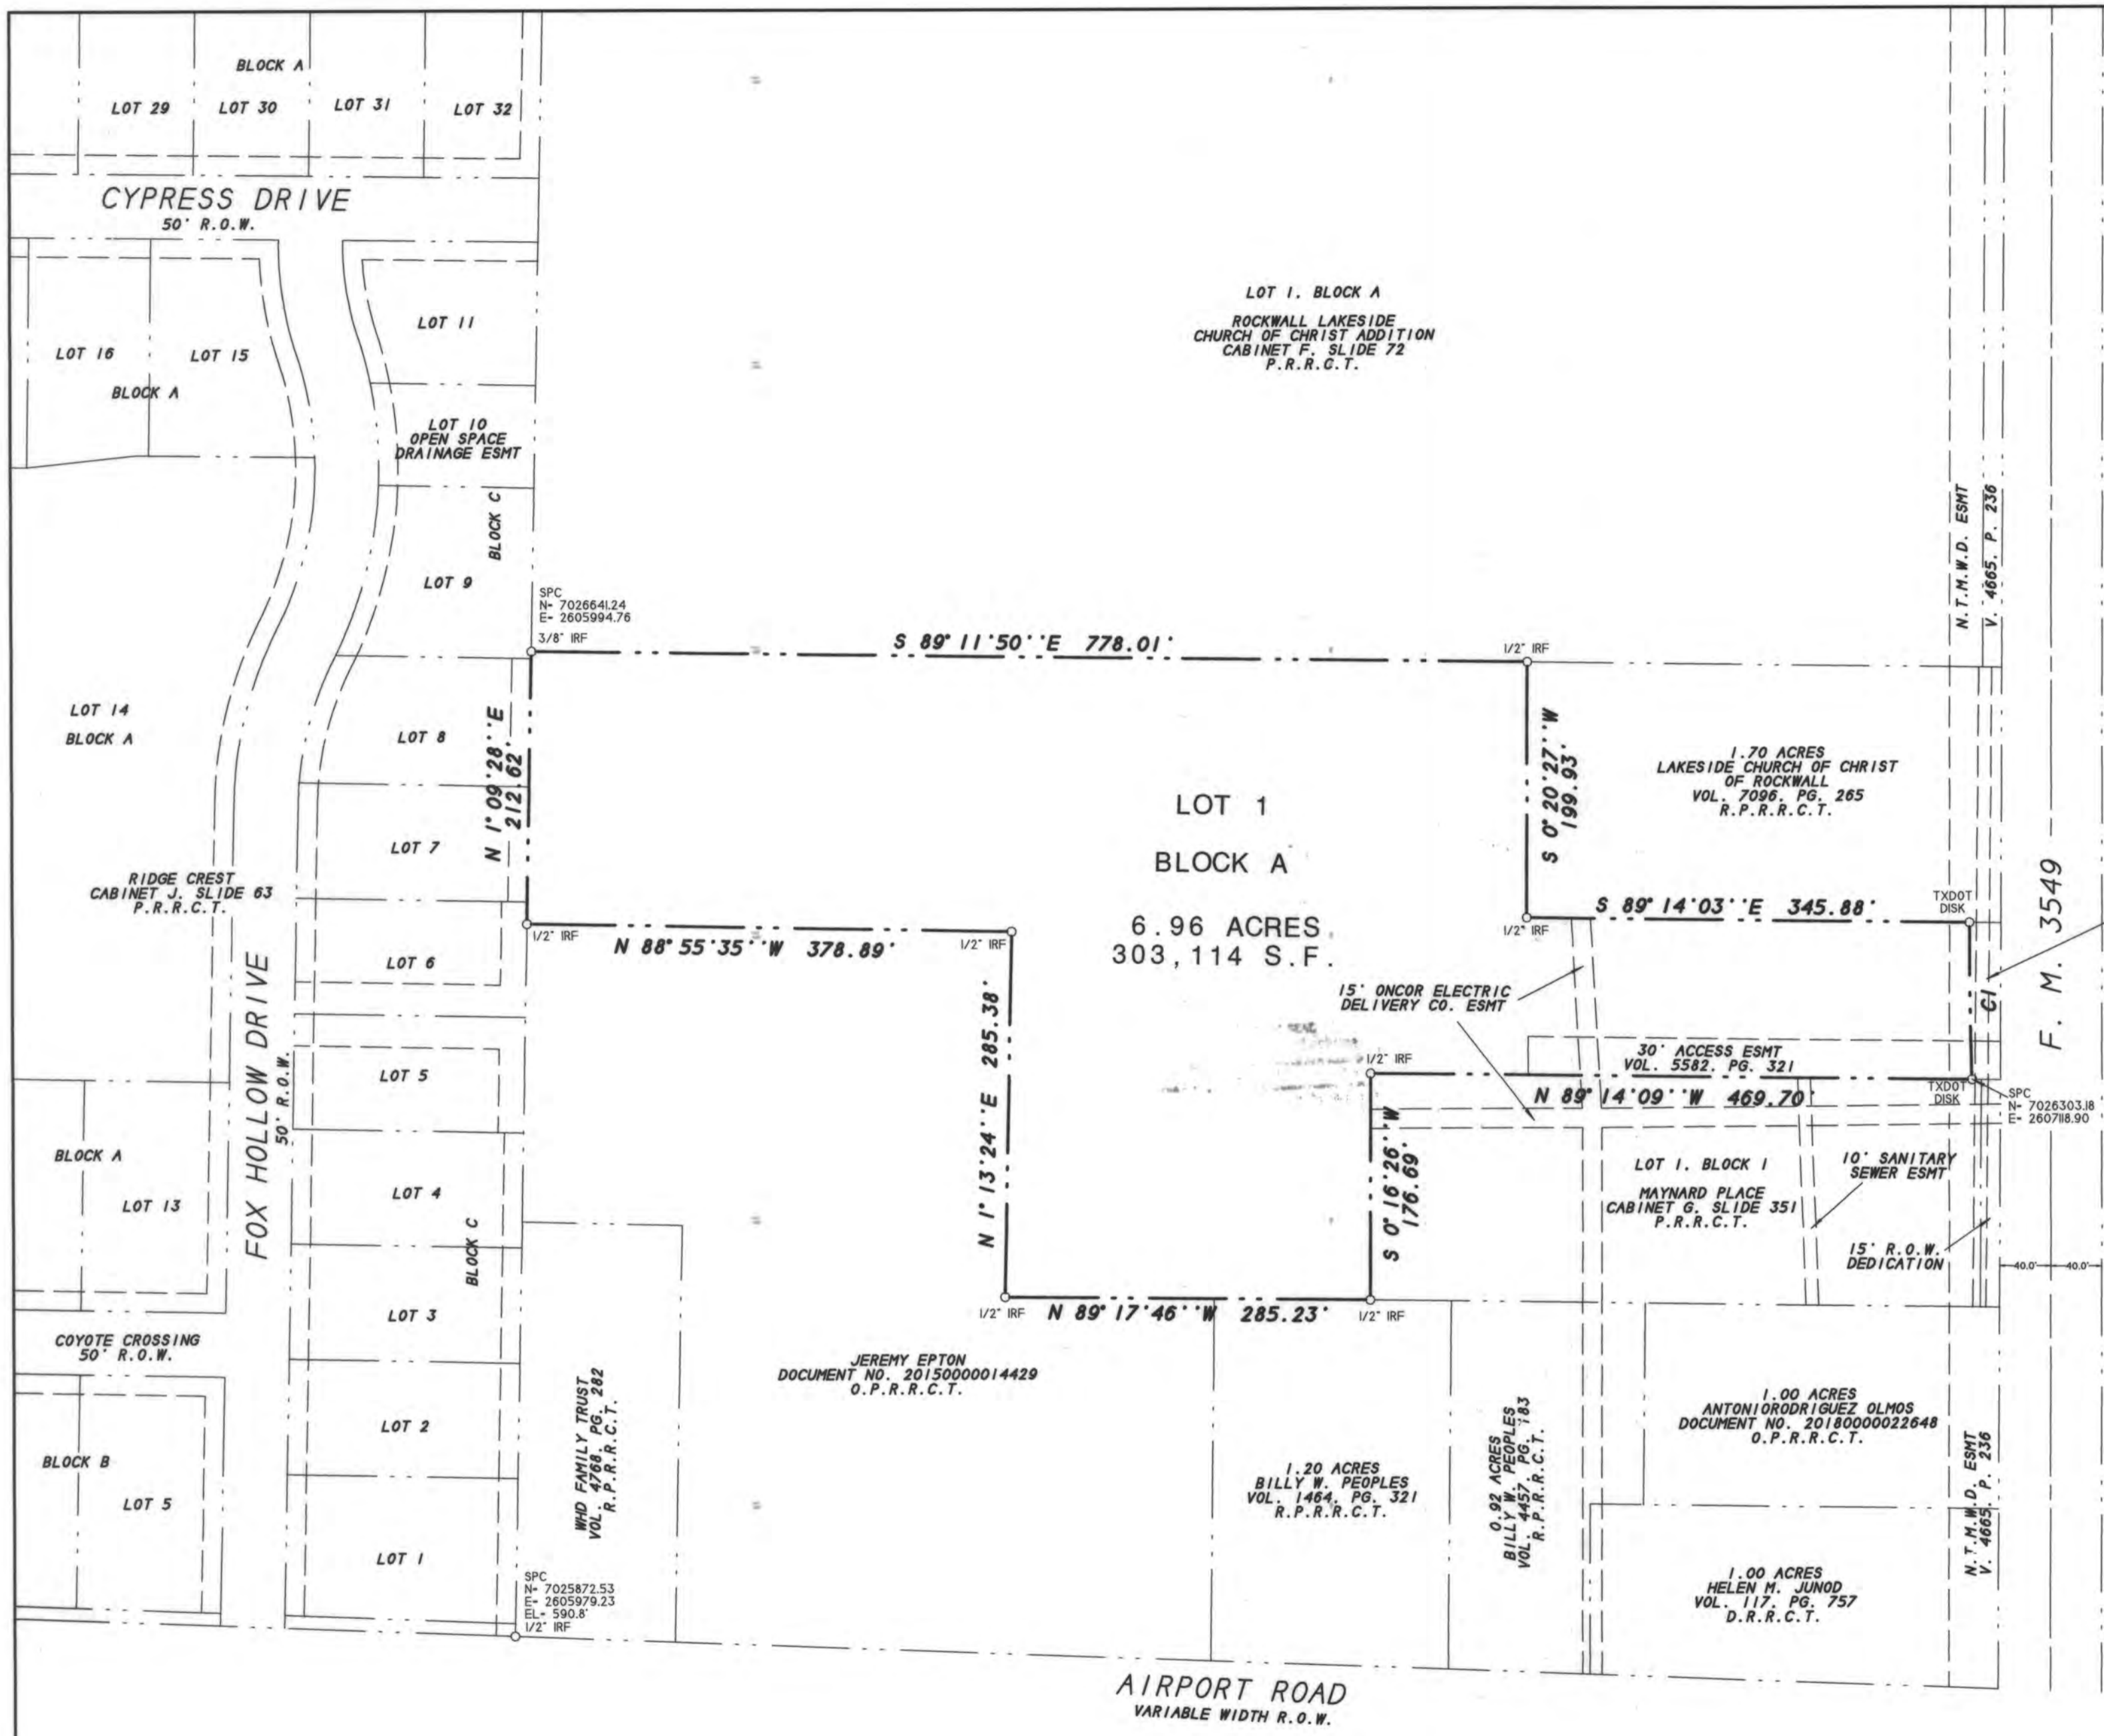 BLOCK A
LOT 29
LOT 30
LOT 31
LOT 32
CYPRESS DRIVE
50' R.O.W.
LOT 16
LOT 15
BLOCK A
LOT 11
LOT 10
OPEN SPACE
DRAINAGE ESMT
BLOCK C
LOT 9
LOT 1, BLOCK A
ROCKWALL LAKESIDE
CHURCH OF CHRIST ADDITION
CABINET F, SLIDE 72
P.R.R.C.T.
N.T.M.W.D. ESMT
V. 4665, P. 236
SPC
N- 7026641.24
E- 2605994.76
3/8" IRF
S 89°11'50''E 778.01'
1/2" IRF
LOT 14
BLOCK A
LOT 8
N 1°09'28''E
212.62'
LOT 7
RIDGE CREST
CABINET J, SLIDE 63
P.R.R.C.T.
LOT 1
BLOCK A
6.96 ACRES
303,114 S.F.
S 0°20'27''W
199.93'
1.70 ACRES
LAKESIDE CHURCH OF CHRIST
OF ROCKWALL
VOL. 7096, PG. 265
R.P.R.R.C.T.
F. M. 3549
S 89°14'03''E 345.88'
1/2" IRF
TXDOT
DISK
C1
1/2" IRF
N 88°55'35''W 378.89'
1/2" IRF
LOT 6
FOX HOLLOW DRIVE
50' R.O.W.
15' ONCOR ELECTRIC
DELIVERY CO. ESMT
N 1°13'24''E 285.38'
LOT 5
1/2" IRF
30' ACCESS ESMT
VOL. 5582, PG. 321
N 89°14'09''W 469.70'
TXDOT
DISK
SPC
N- 7026303.18
E- 2607118.90
S 0°16'26''W
176.69'
BLOCK A
LOT 13
LOT 4
BLOCK C
LOT 1, BLOCK 1
MAYNARD PLACE
CABINET G, SLIDE 351
P.R.R.C.T.
10' SANITARY
SEWER ESMT
15' R.O.W.
DEDICATION
40.0'
40.0'
LOT 3
1/2" IRF
N 89°17'46''W 285.23'
1/2" IRF
COYOTE CROSSING
50' R.O.W.
LOT 2
WHD FAMILY TRUST
VOL. 4768, PG. 282
R.P.R.R.C.T.
JEREMY EPTON
DOCUMENT NO. 20150000014429
O.P.R.R.C.T.
1.20 ACRES
BILLY W. PEOPLES
VOL. 1464, PG. 321
R.P.R.R.C.T.
0.92 ACRES
BILLY W. PEOPLES
VOL. 4457, PG. 183
R.P.R.R.C.T.
1.00 ACRES
ANTONIORODRIGUEZ OLMOS
DOCUMENT NO. 20180000022648
O.P.R.R.C.T.
N.T.M.W.D. ESMT
V. 4665, P. 236
BLOCK B
LOT 5
LOT 1
SPC
N- 7025872.53
E- 2605979.23
EL- 590.8'
1/2" IRF
1.00 ACRES
HELEN M. JUNOD
VOL. 117, PG. 757
D.R.R.C.T.
AIRPORT ROAD
VARIABLE WIDTH R.O.W.